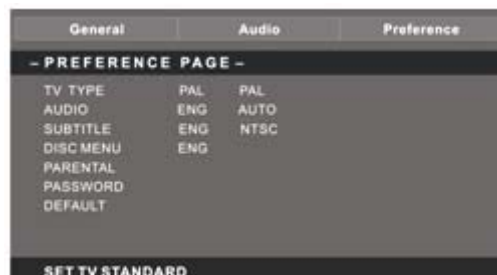 General Audio Preference
– PREFERENCE PAGE –
TV TYPE PAL PAL
AUDIO ENG AUTO
SUBTITLE ENG NTSC
DISC MENU ENG
PARENTAL
PASSWORD
DEFAULT
SET TV STANDARD